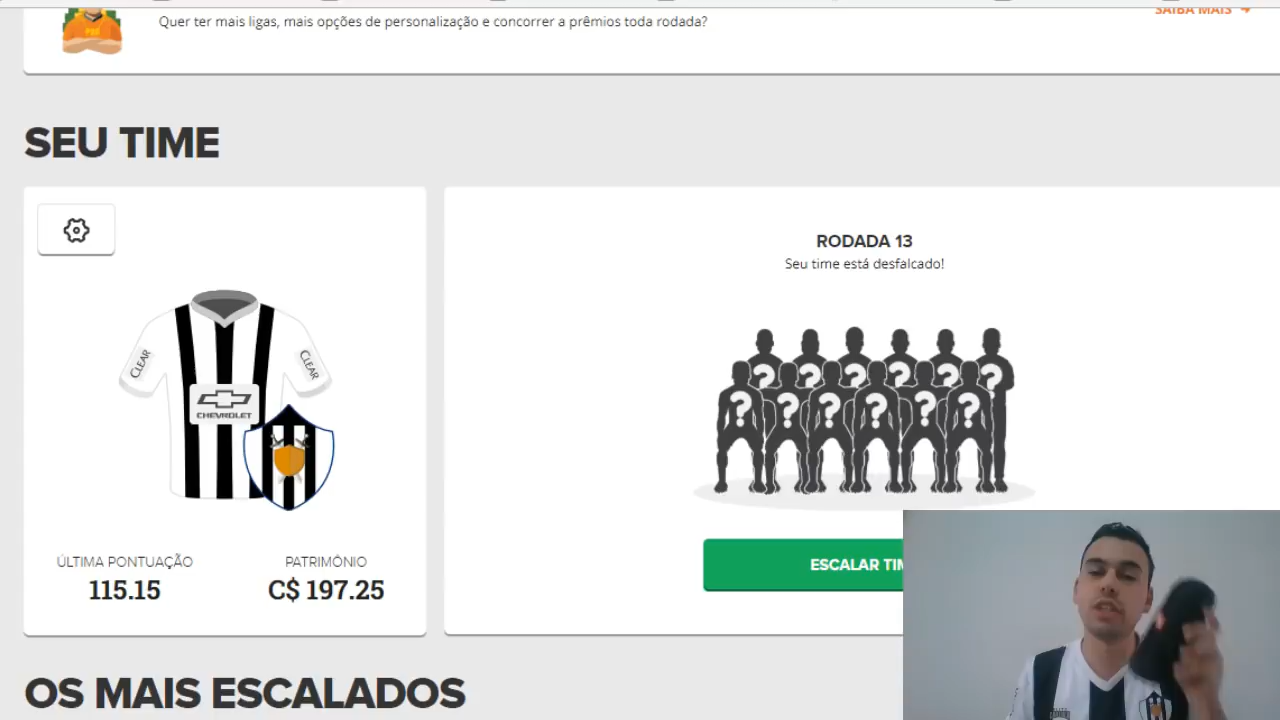 Quer ter mais ligas, mais opções de personalização e concorrer a prêmios toda rodada?
SAIBA MAIS
SEU TIME
RODADA 13
Seu time está desfalcado!
CLEAR
CLEAR
CHEVROLET
? ? ? ? ? ?
? ? ? ? ? ?
ÚLTIMA PONTUAÇÃO
115.15
PATRIMÔNIO
C$ 197.25
ESCALAR TIM
OS MAIS ESCALADOS